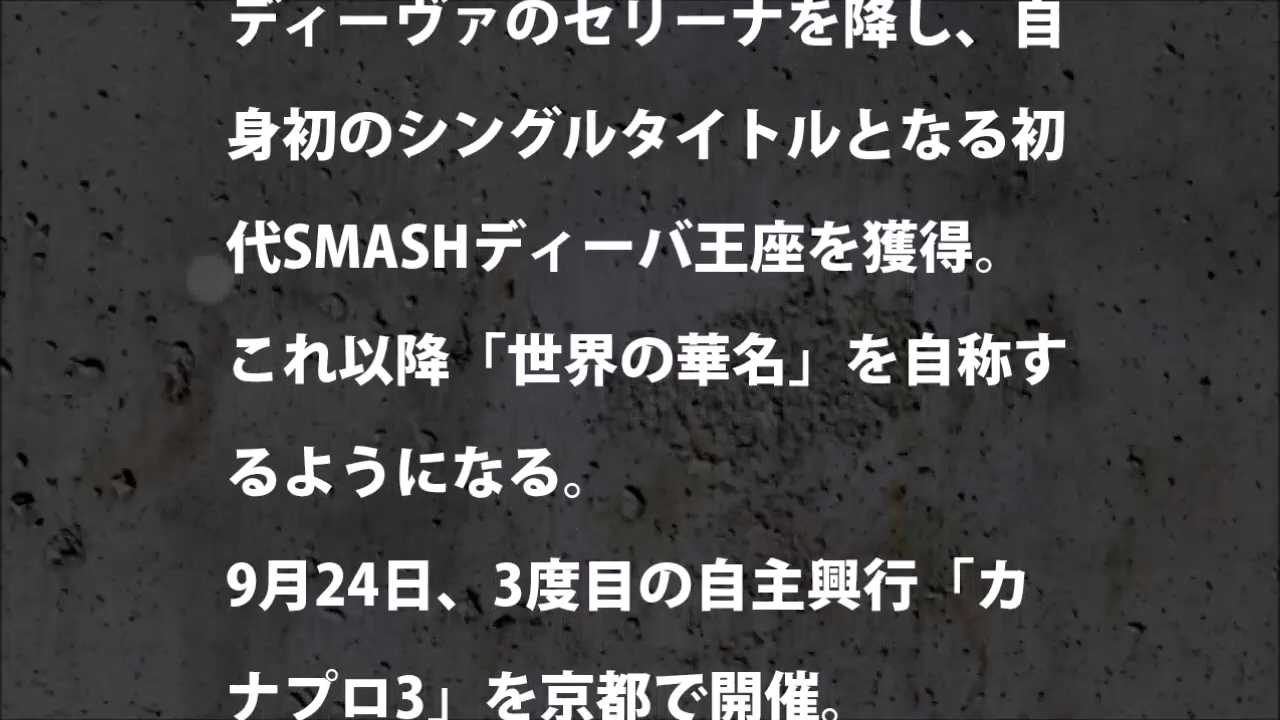 ディーヴァのセリーナを降し、自
身初のシングルタイトルとなる初
代SMASHディーバ王座を獲得。
これ以降「世界の華名」を自称す
るようになる。
9月24日、3度目の自主興行「カ
ナプロ3」を京都で開催。